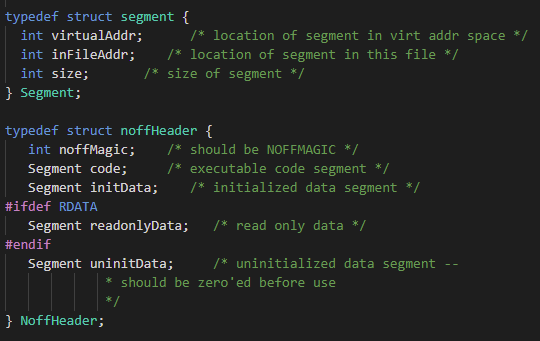 typedef struct segment {
  int virtualAddr;      /* location of segment in virt addr space */
  int inFileAddr;    /* location of segment in this file */
  int size;       /* size of segment */
} Segment;

typedef struct noffHeader {
   int noffMagic;    /* should be NOFFMAGIC */
   Segment code;     /* executable code segment */
   Segment initData;    /* initialized data segment */
#ifdef RDATA
   Segment readonlyData;   /* read only data */
#endif
   Segment uninitData;     /* uninitialized data segment --
             * should be zero'ed before use
             */
} NoffHeader;